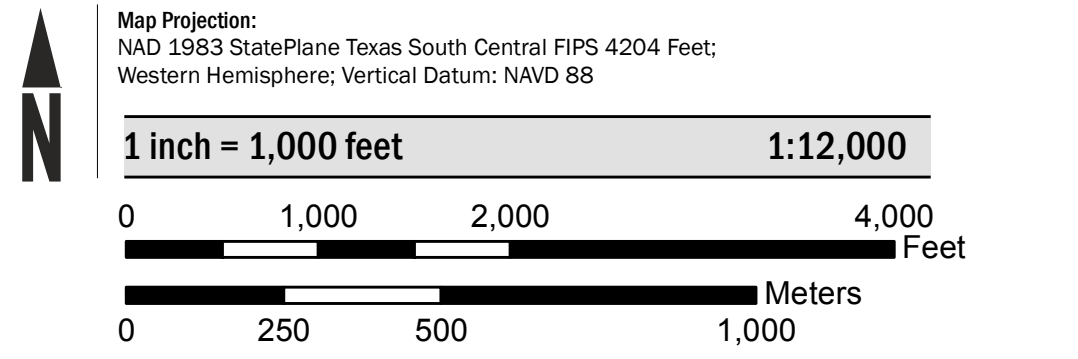 N
Map Projection:
NAD 1983 StatePlane Texas South Central FIPS 4204 Feet;
Western Hemisphere; Vertical Datum: NAVD 88
1 inch = 1,000 feet 1:12,000
0 1,000 2,000 4,000
Feet
Meters
0 250 500 1,000